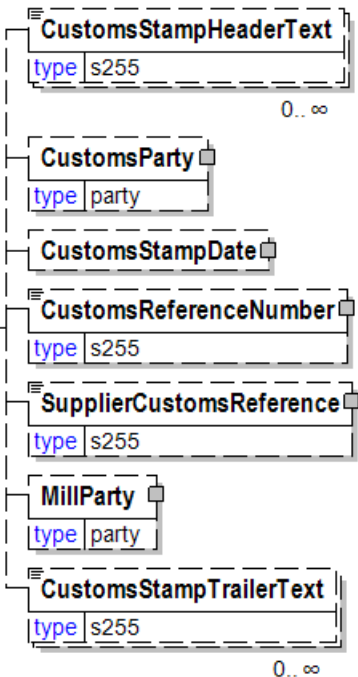 CustomsStampHeaderText
type s255
0.. ∞
CustomsParty
type party
CustomsStampDate
CustomsReferenceNumber
type s255
SupplierCustomsReference
type s255
MillParty
type party
CustomsStampTrailerText
type s255
0.. ∞